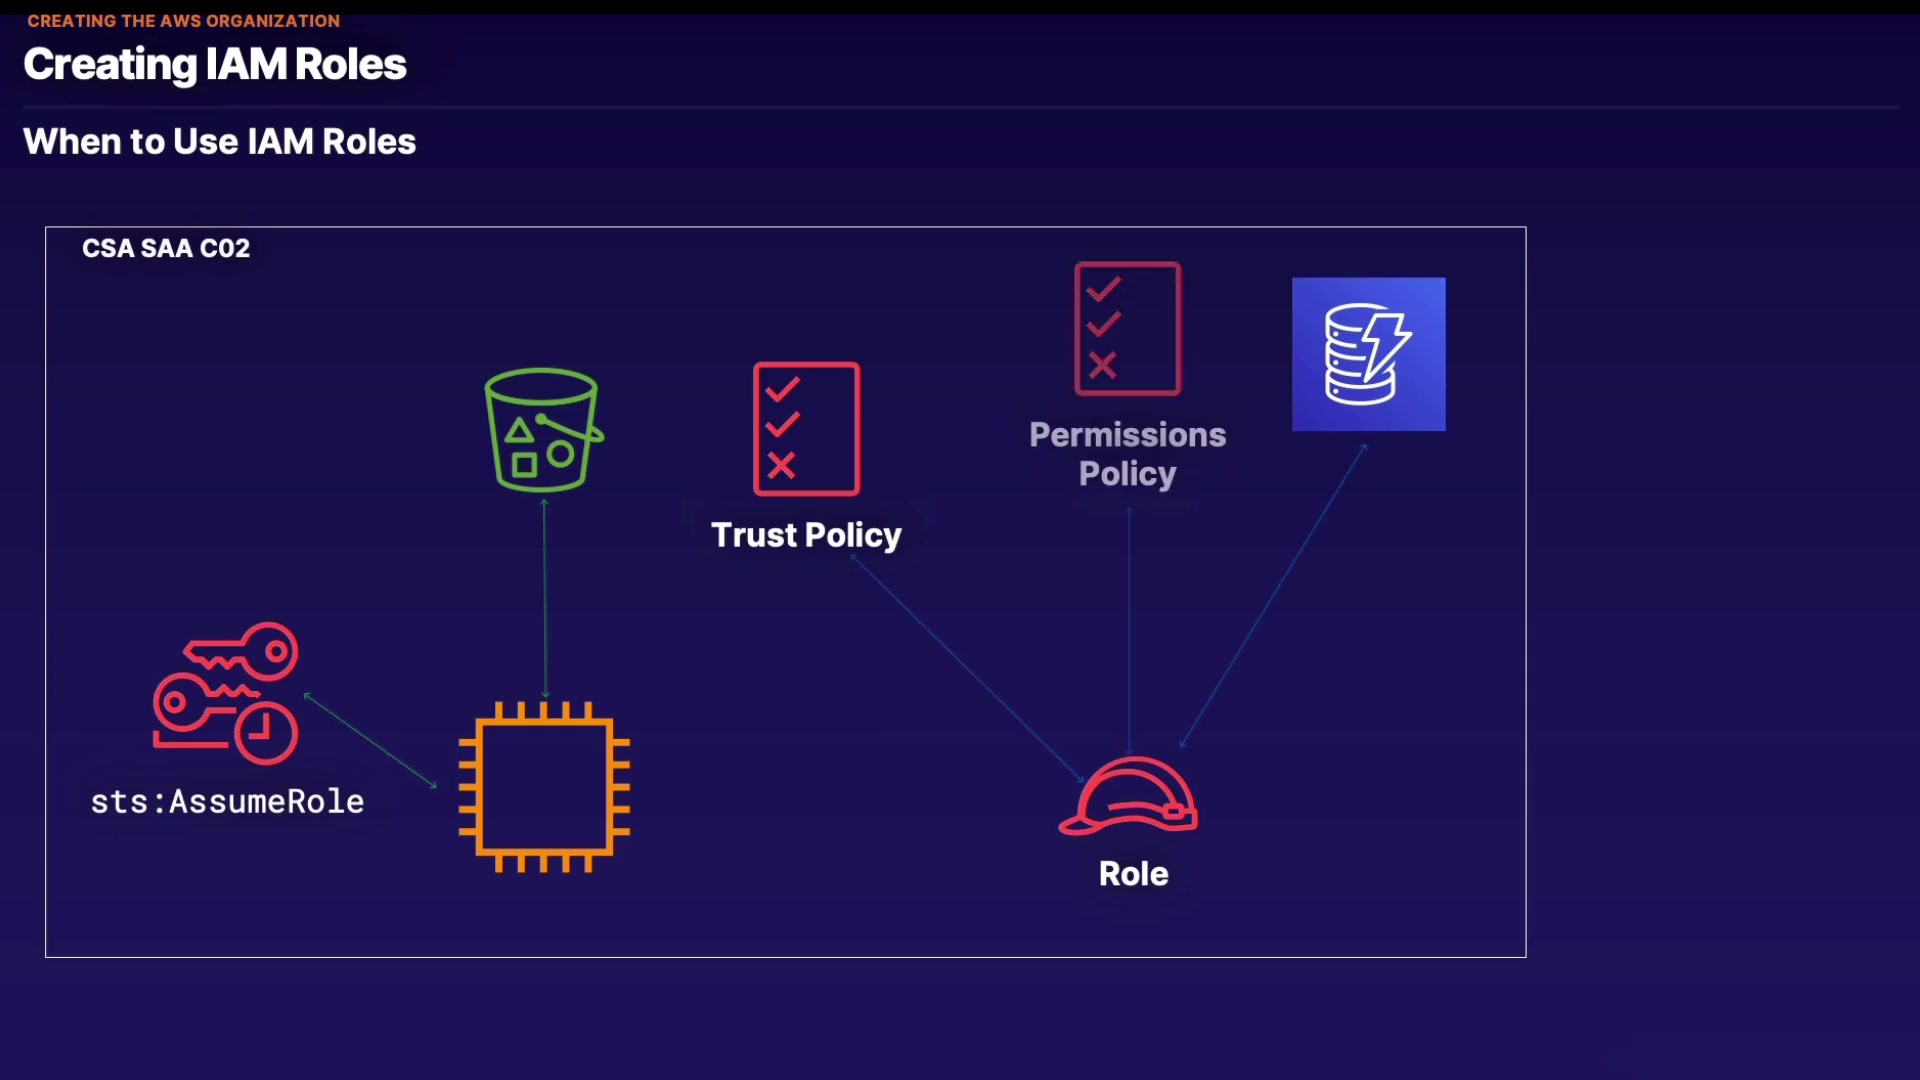 CREATING THE AWS ORGANIZATION
Creating IAM Roles
When to Use IAM Roles
CSA SAA C02
Permissions
Policy
Trust Policy
sts:AssumeRole
Role